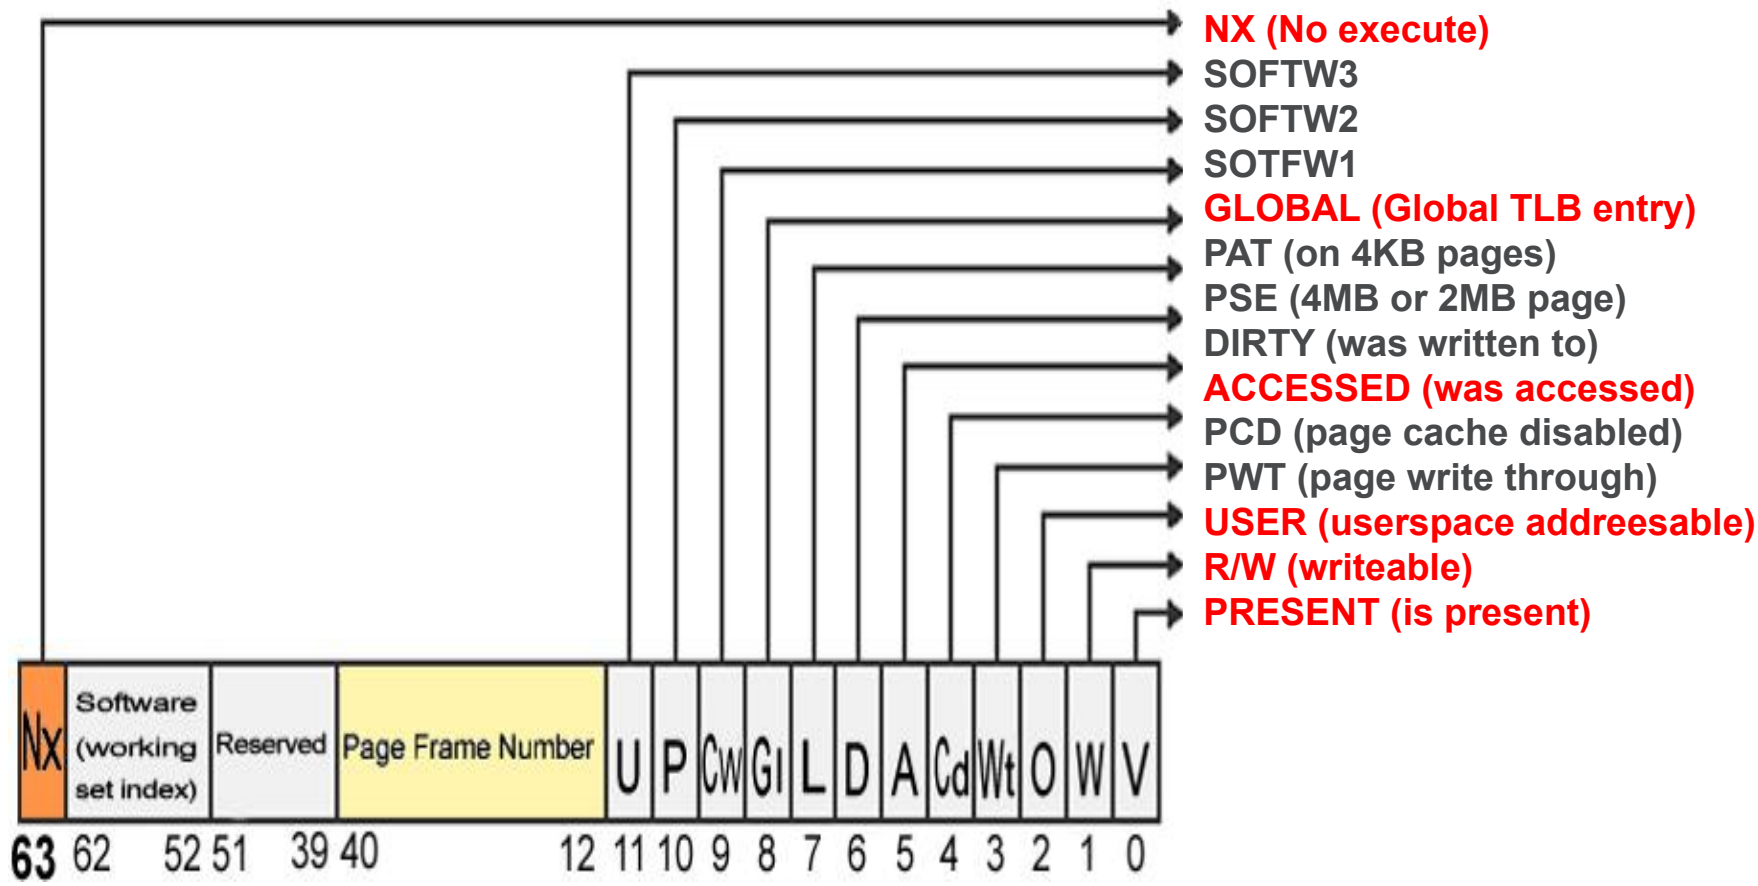 NX (No execute)
SOFTW3
SOFTW2
SOTFW1
GLOBAL (Global TLB entry)
PAT (on 4KB pages)
PSE (4MB or 2MB page)
DIRTY (was written to)
ACCESSED (was accessed)
PCD (page cache disabled)
PWT (page write through)
USER (userspace addreesable)
R/W (writeable)
PRESENT (is present)
Nx
Software
(working
set index)
Reserved
Page Frame Number
U P Cw Gl L D A Cd Wt O W V
63 62 52 51 39 40 12 11 10 9 8 7 6 5 4 3 2 1 0